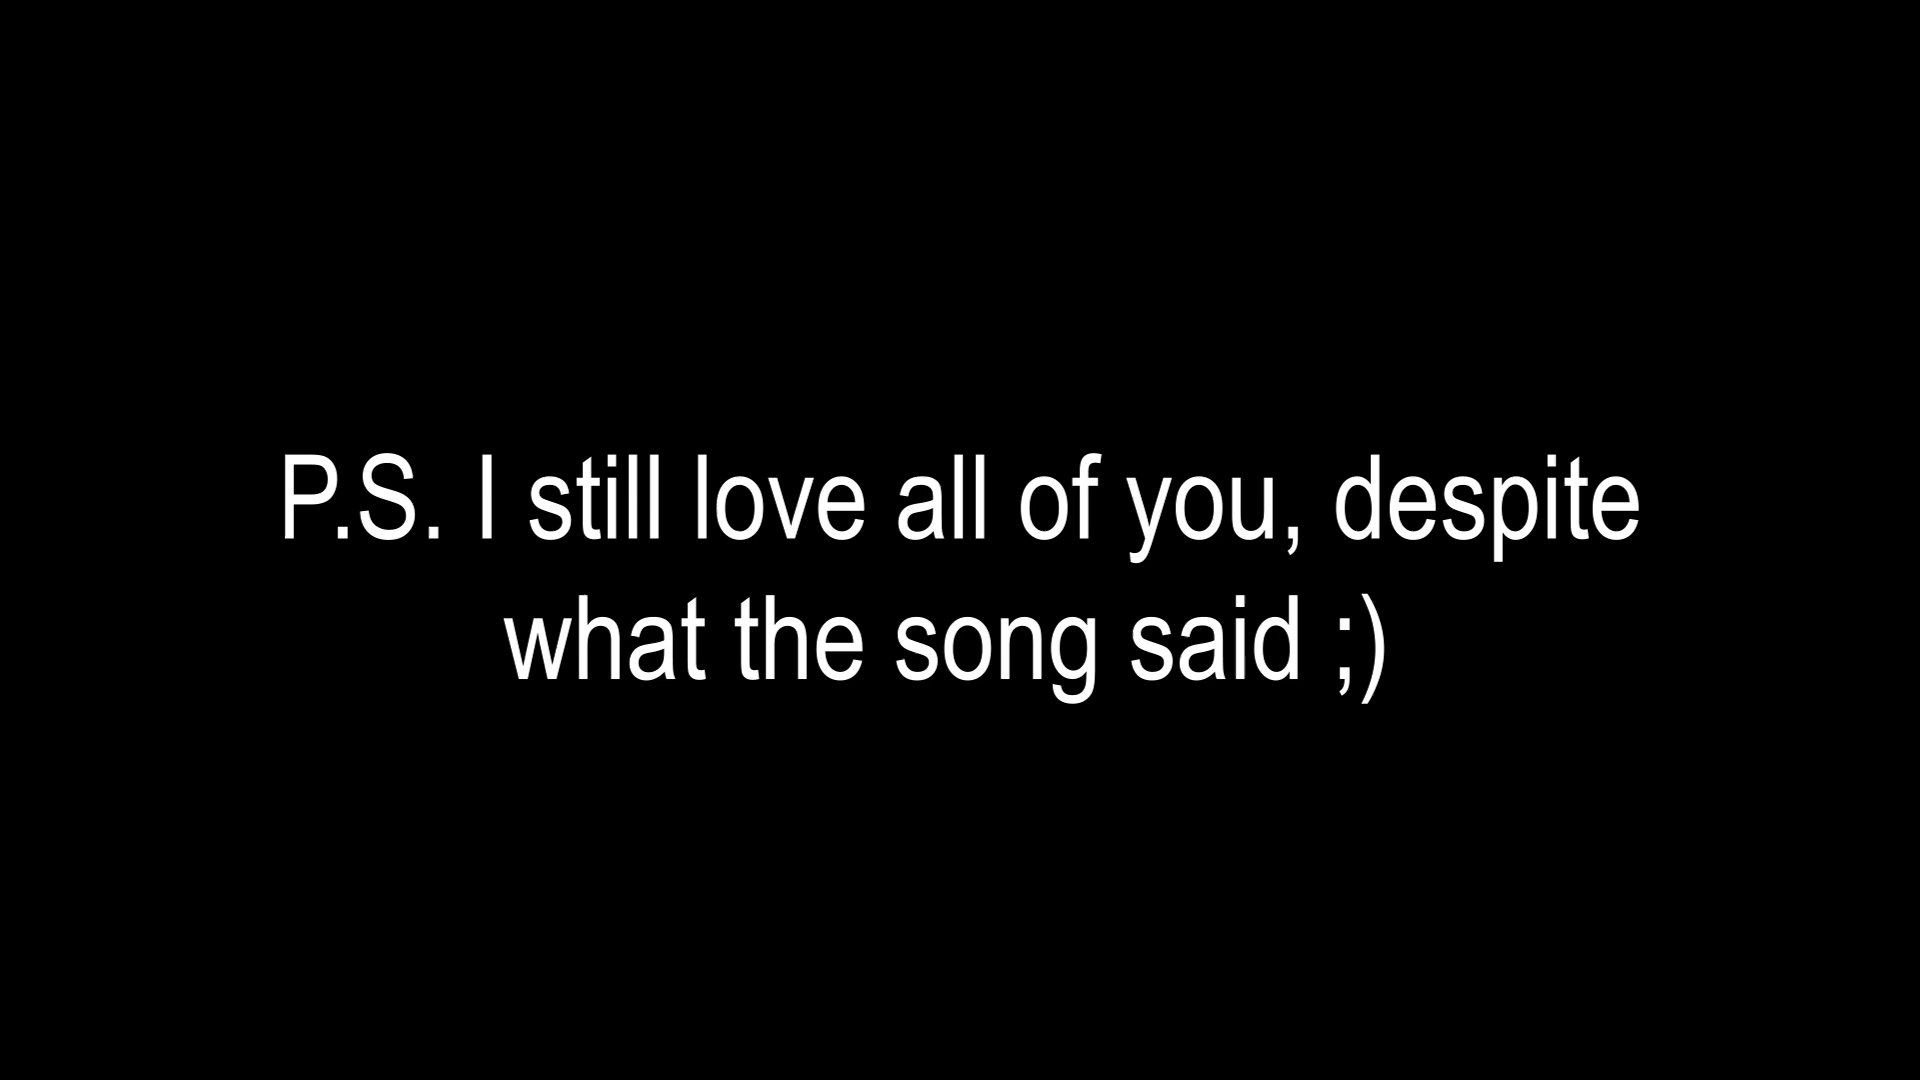 P.S. I still love all of you, despite
what the song said ;)